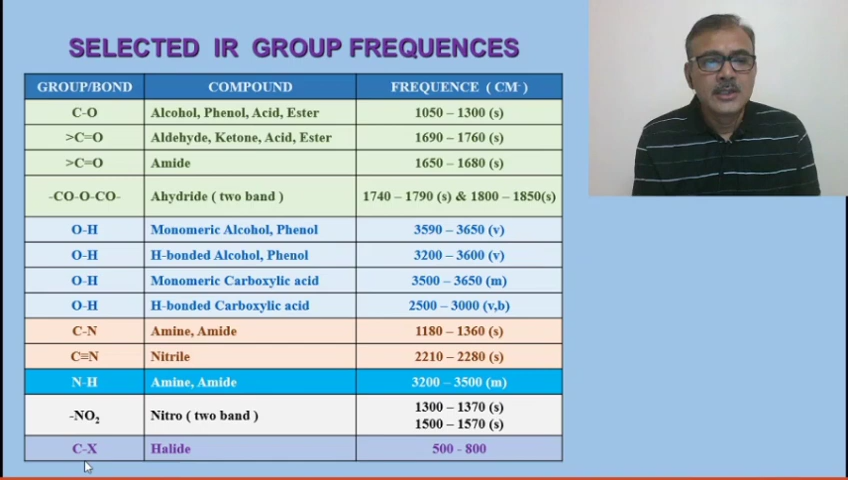 SELECTED IR GROUP FREQUENCES
GROUP/BOND COMPOUND FREQUENCE ( CM- )
C-O Alcohol, Phenol, Acid, Ester 1050 – 1300 (s)
>C=O Aldehyde, Ketone, Acid, Ester 1690 – 1760 (s)
>C=O Amide 1650 – 1680 (s)
-CO-O-CO- Ahydride ( two band ) 1740 – 1790 (s) & 1800 – 1850(s)
O-H Monomeric Alcohol, Phenol 3590 – 3650 (v)
O-H H-bonded Alcohol, Phenol 3200 – 3600 (v)
O-H Monomeric Carboxylic acid 3500 – 3650 (m)
O-H H-bonded Carboxylic acid 2500 – 3000 (v,b)
C-N Amine, Amide 1180 – 1360 (s)
C≡N Nitrile 2210 – 2280 (s)
N-H Amine, Amide 3200 – 3500 (m)
-NO₂ Nitro ( two band ) 1300 – 1370 (s)
1500 – 1570 (s)
C-X Halide 500 - 800